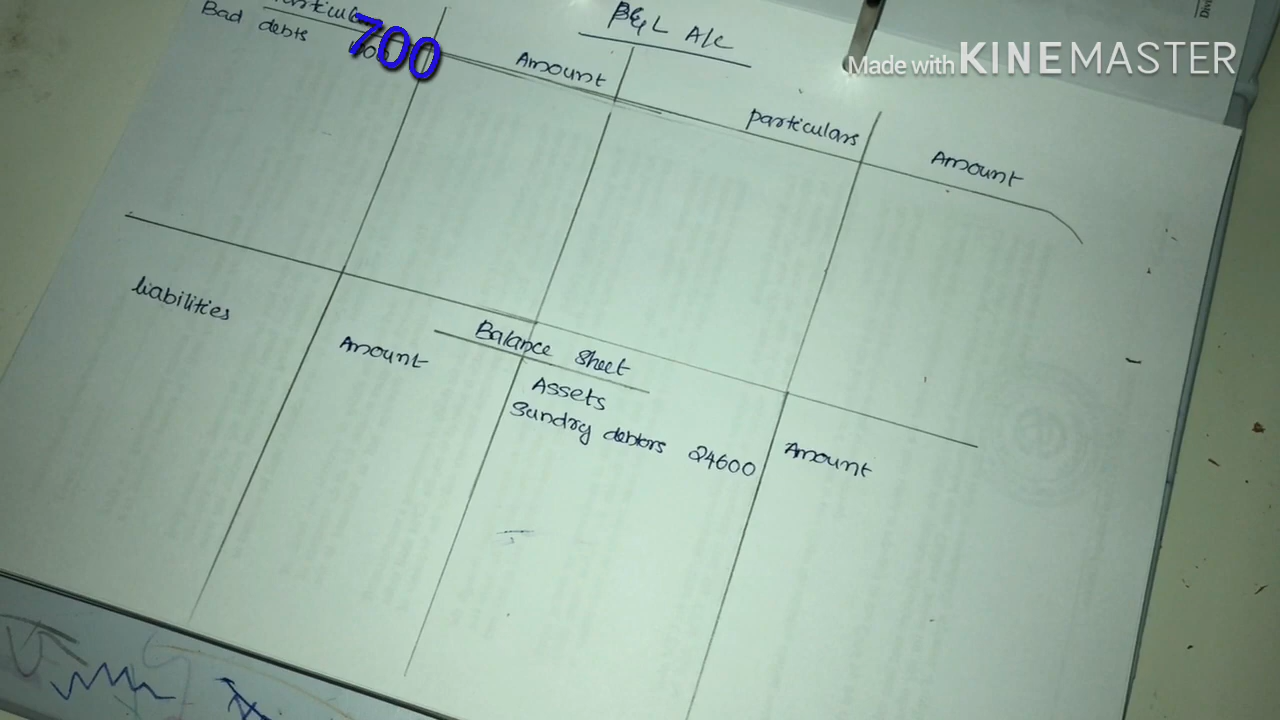 P&L A/c
Bad debts 700
Amount
particulars
Amount
Made with KINEMASTER
liabilities
Amount
Balance Sheet
Assets
Sundry debtors 24600
Amount